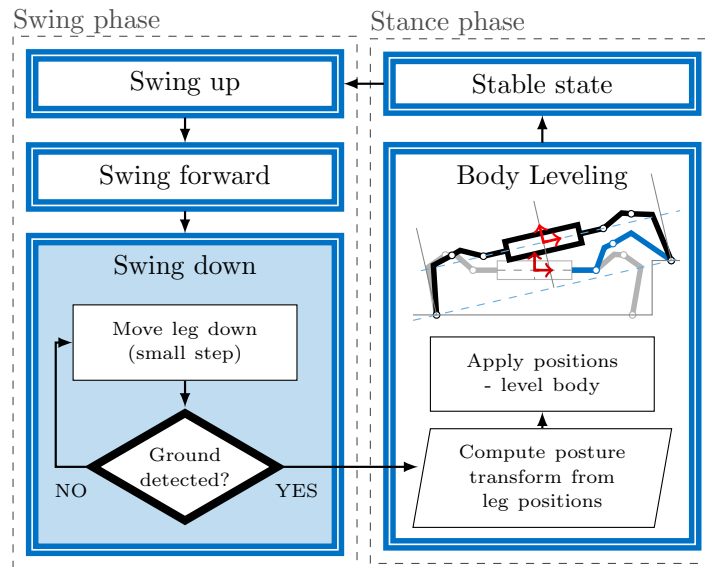 Swing phase
Swing up
Swing forward
Swing down
Move leg down
(small step)
Ground
detected?
NO
YES
Stance phase
Stable state
Body Leveling
Apply positions
- level body
Compute posture
transform from
leg positions